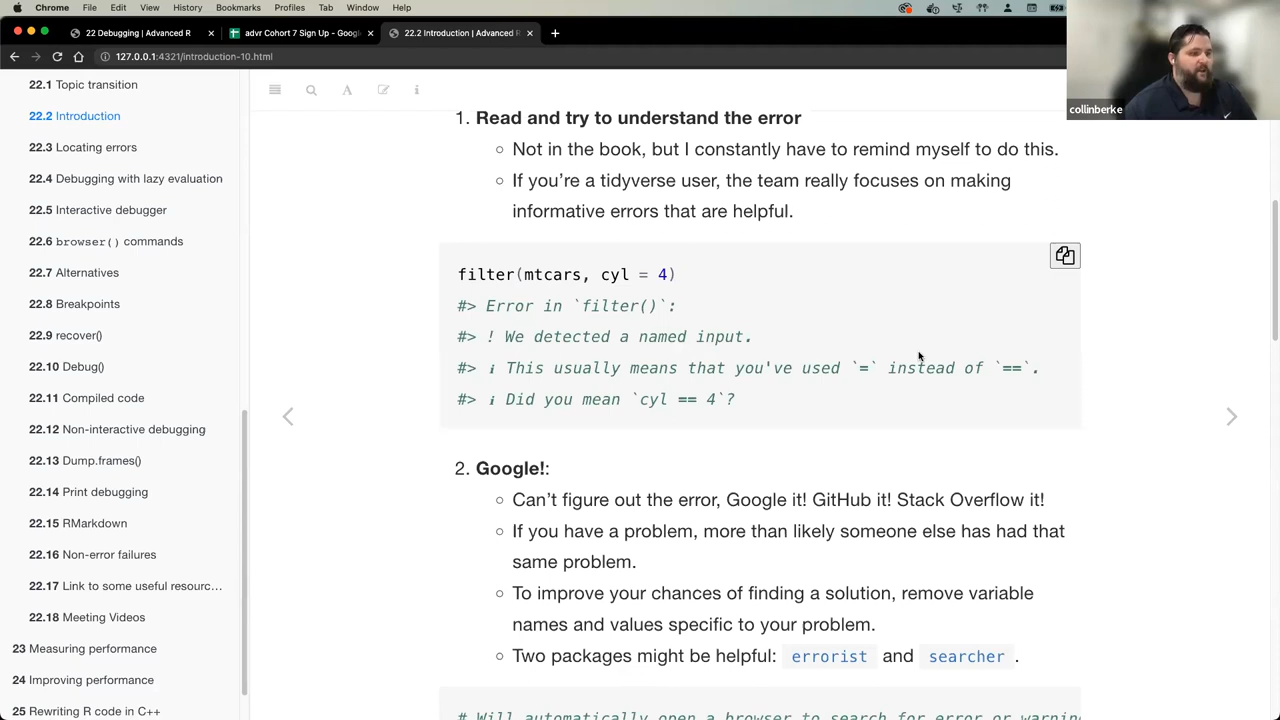 Chrome File Edit View History Bookmarks Profiles Tab Window Help
22 Debugging | Advanced R
advr Cohort 7 Sign Up - Googl
22.2 Introduction | Advanced R
127.0.0.1:4321/introduction-10.html
collinberke
22.1 Topic transition
22.2 Introduction
22.3 Locating errors
22.4 Debugging with lazy evaluation
22.5 Interactive debugger
22.6 browser() commands
22.7 Alternatives
22.8 Breakpoints
22.9 recover()
22.10 Debug()
22.11 Compiled code
22.12 Non-interactive debugging
22.13 Dump.frames()
22.14 Print debugging
22.15 RMarkdown
22.16 Non-error failures
22.17 Link to some useful resourc…
22.18 Meeting Videos
23 Measuring performance
24 Improving performance
25 Rewriting R code in C++
1. Read and try to understand the error
Not in the book, but I constantly have to remind myself to do this.
If you're a tidyverse user, the team really focuses on making
informative errors that are helpful.
filter(mtcars, cyl = 4)
#> Error in `filter()`:
#> ! We detected a named input.
#> ℹ This usually means that you've used `=` instead of `==`.
#> ℹ Did you mean `cyl == 4`?
2. Google!:
Can't figure out the error, Google it! GitHub it! Stack Overflow it!
If you have a problem, more than likely someone else has had that
same problem.
To improve your chances of finding a solution, remove variable
names and values specific to your problem.
Two packages might be helpful: errorist and searcher.
# Will automatically open a browser to search for error or warnin